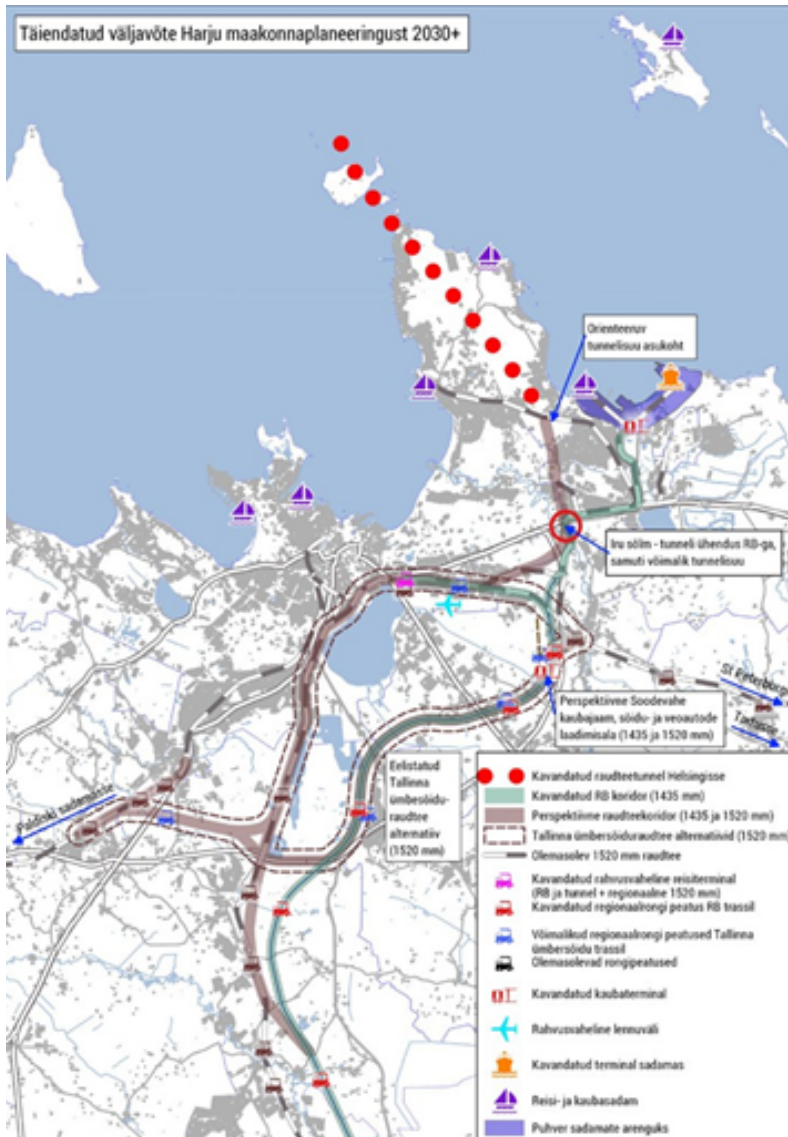 Täiendatud väljavõte Harju maakonnaplaneeringust 2030+
Orienteeruv
tunnelisuu asukoht
Iru sõlm - tunneli ühendus RB-ga,
samuti võimalik tunnelisuu
St Peterburg
Tartusse
Perspektiivne Soodevahe
kaubajaam, sõidu- ja veoautode
laadimisala (1435 ja 1520 mm)
Eelistatud
Tallinna
ümbersõidu-
raudtee
alternatiiv
(1520 mm)
Paldiski sadamasse
Kavandatud raudteetunnel Helsingisse
Kavandatud RB koridor (1435 mm)
Perspektiivne raudteekoridor (1435 ja 1520 mm)
Tallinna ümbersõiduraudtee alternatiivid (1520 mm)
Olemasolev 1520 mm raudtee
Kavandatud rahvusvaheline reisiterminal
(RB ja tunnel + regionaalne 1520 mm)
Kavandatud regionaalrongi peatus RB trassil
Võimalikud regionaalrongi peatused Tallinna
ümbersõidu trassil
Olemasolevad rongipeatused
Kavandatud kaubaterminal
Rahvusvaheline lennuväli
Kavandatud terminal sadamas
Reisi- ja kaubasadam
Puhver sadamate arenguks